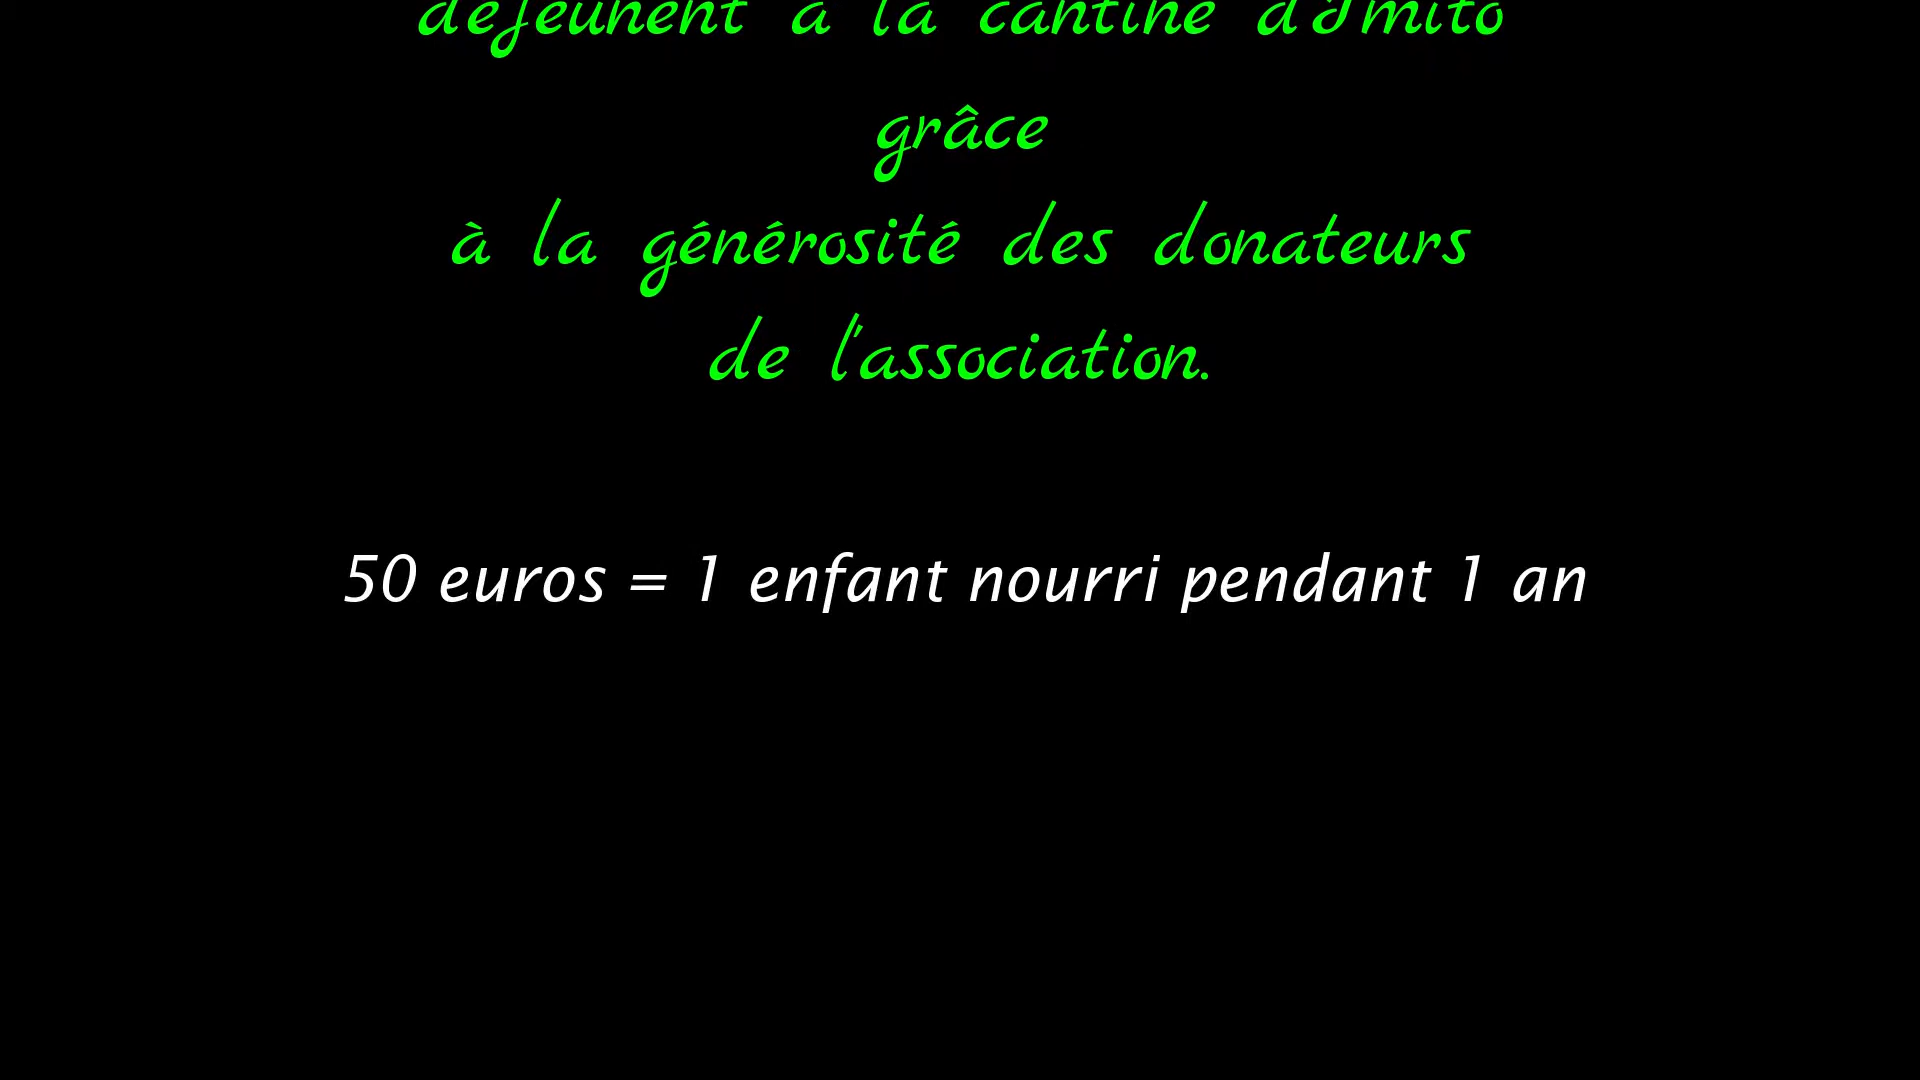 déjeunent à la cantine d'Imito
grâce
à la générosité des donateurs
de l'association.
50 euros = 1 enfant nourri pendant 1 an